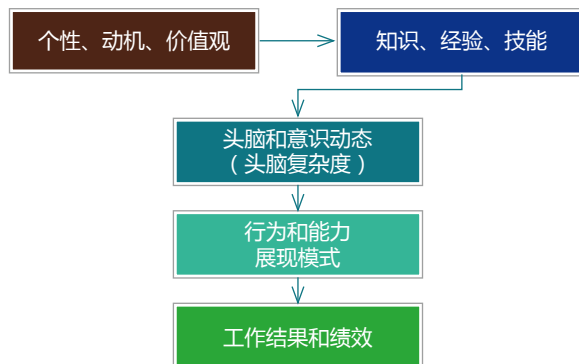 个性、动机、价值观
知识、经验、技能
头脑和意识动态
（头脑复杂度）
行为和能力
展现模式
工作结果和绩效